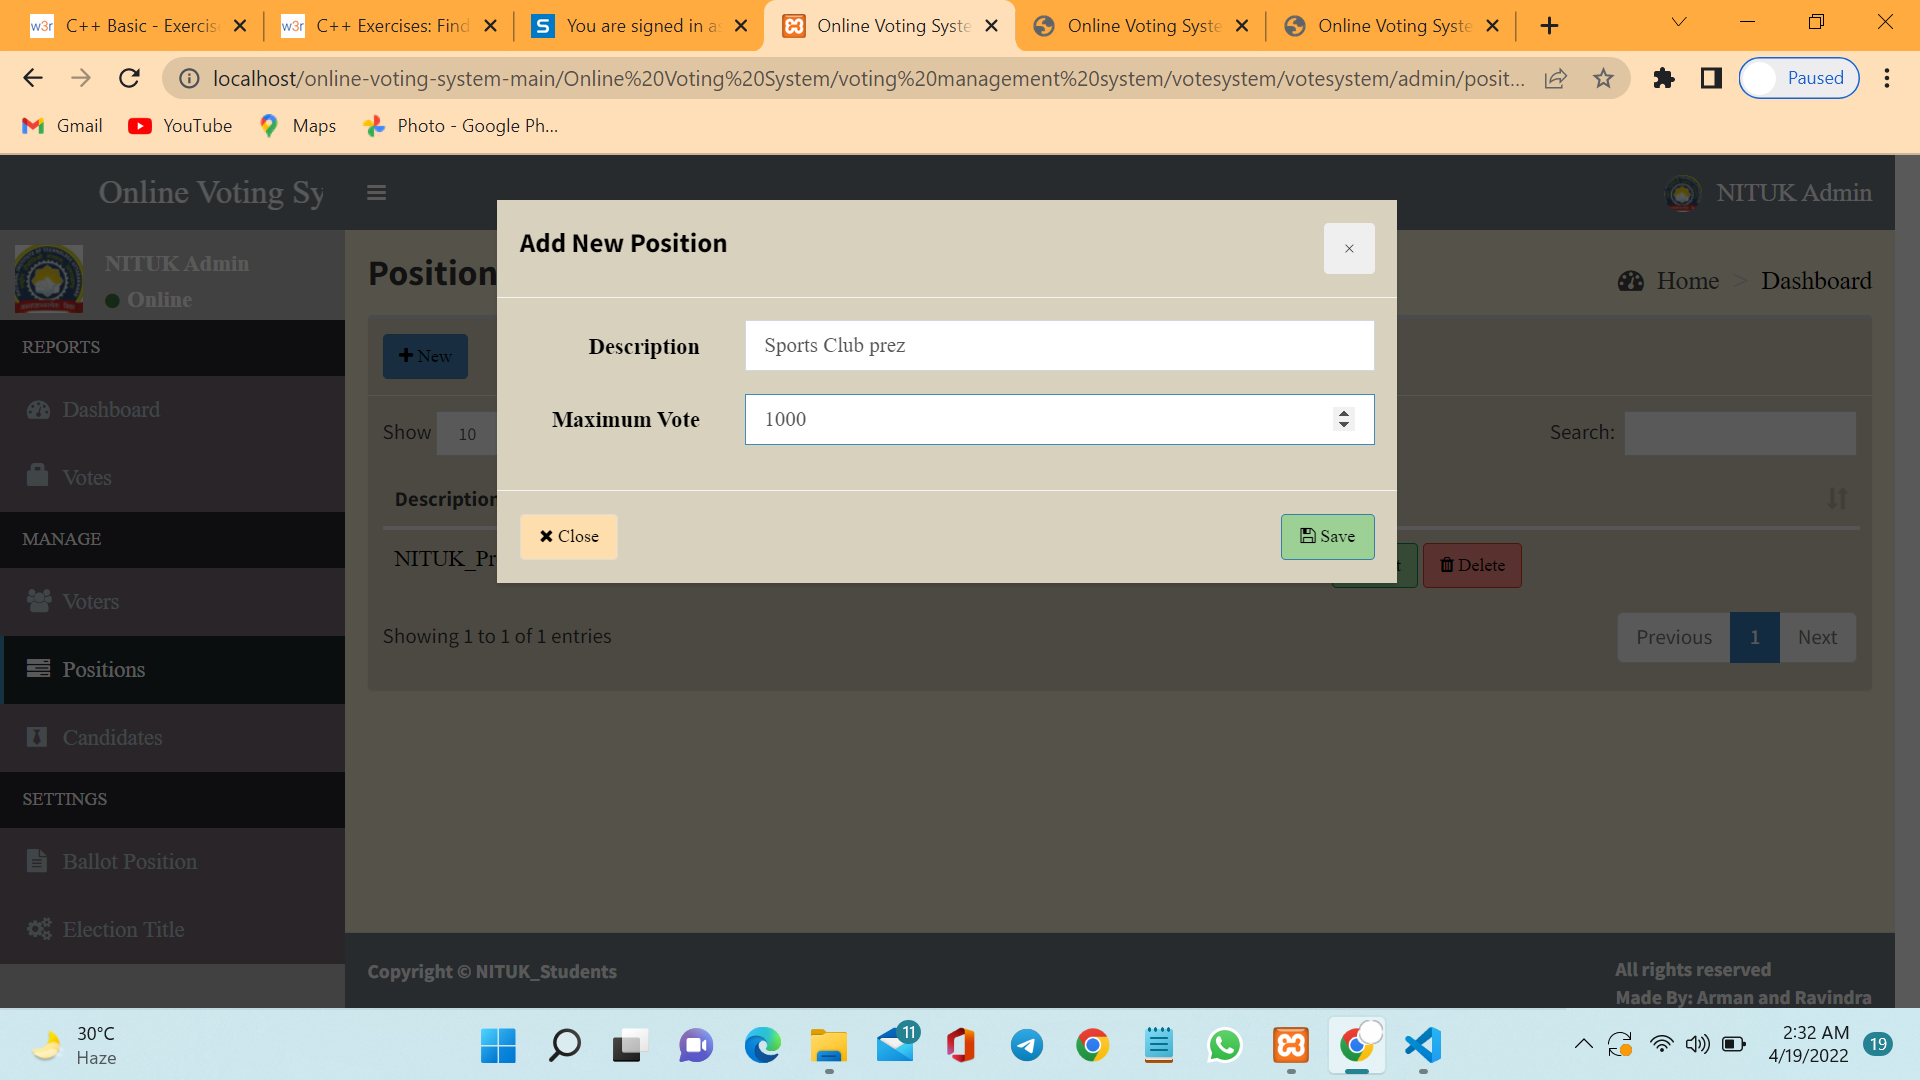 C++ Basic - Exercis
C++ Exercises: Find
You are signed in as
Online Voting Syste
Online Voting Syste
Online Voting Syste
localhost/online-voting-system-main/Online%20Voting%20System/voting%20management%20system/votesystem/votesystem/admin/posit...
Paused
Gmail
YouTube
Maps
Photo - Google Ph...
Online Voting Sy
NITUK Admin
NITUK Admin
Online
REPORTS
Dashboard
Votes
MANAGE
Voters
Positions
Candidates
SETTINGS
Ballot Position
Election Title
Position
Home > Dashboard
New
Show 10
Search:
Description
NITUK_Pr
Delete
Showing 1 to 1 of 1 entries
Previous 1 Next
Add New Position
×
Description
Sports Club prez
Maximum Vote
1000
Close
Save
Copyright © NITUK_Students
All rights reserved
Made By: Arman and Ravindra
30°C
Haze
11
2:32 AM
4/19/2022
19